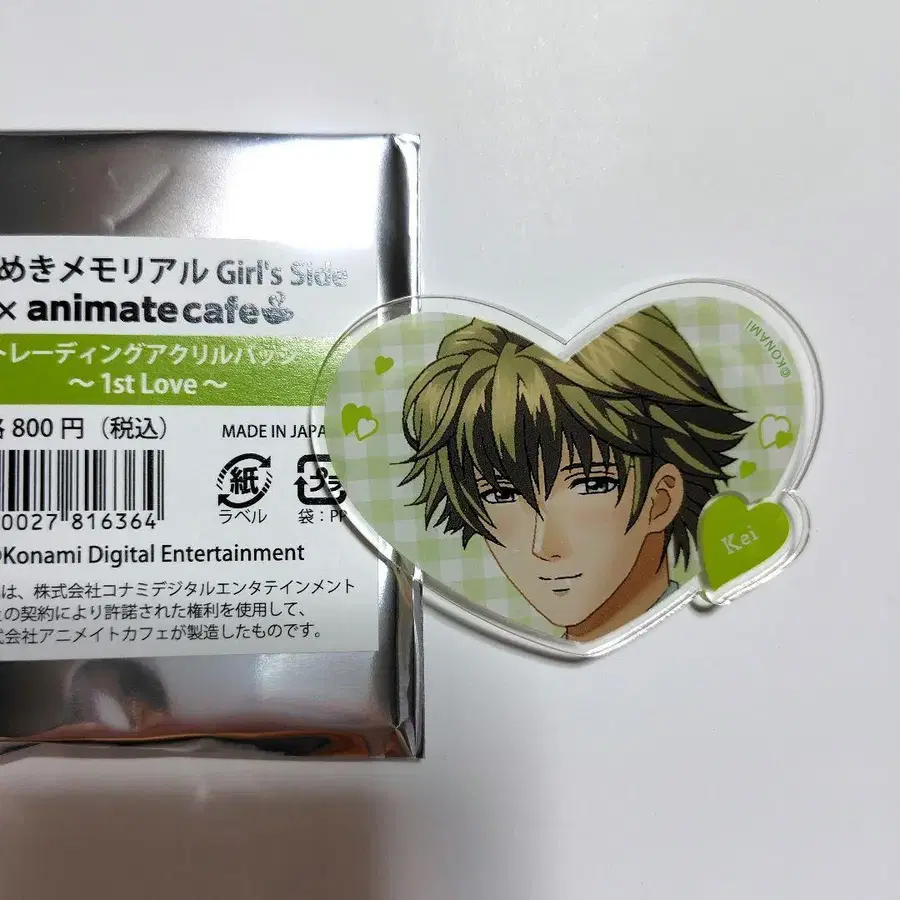 めきメモリアル Girl's Side
× animate cafe
トレーディングアクリルバッジ
~ 1st Love ~
格 800 円 (税込)
MADE IN JAPA
紙
ラベル
プラ
袋:PP
0027 816364
©Konami Digital Entertainment
は、株式会社コナミデジタルエンタテインメント
の契約により許諾された権利を使用して、
式会社アニメイトカフェが製造したものです。
©KONAMI
Kei